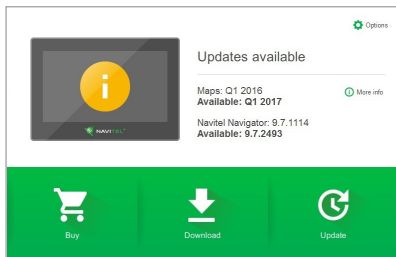 Options
Updates available
Maps: Q1 2016
Available: Q1 2017
More info
Navitel Navigator: 9.7.1114
Available: 9.7.2493
NAVITEL
Buy
Download
Update